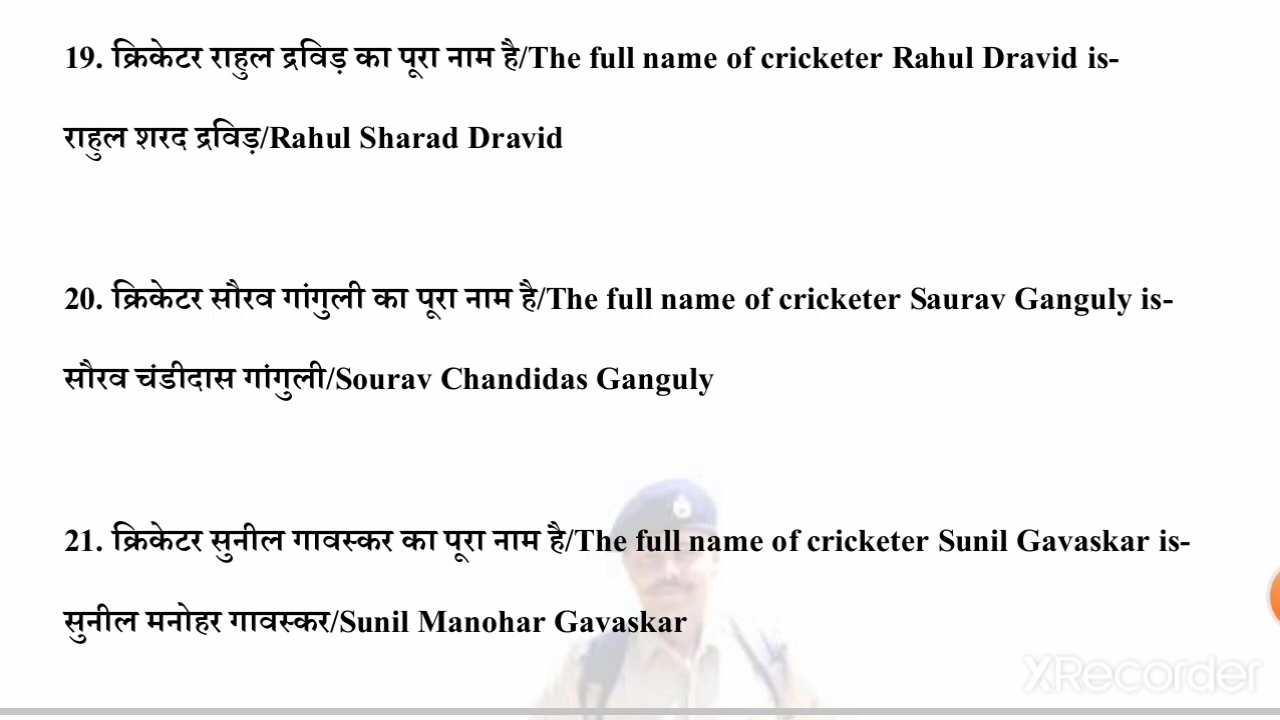 19. क्रिकेटर राहुल द्रविड़ का पूरा नाम है/The full name of cricketer Rahul Dravid is-
राहुल शरद द्रविड़/Rahul Sharad Dravid
20. क्रिकेटर सौरव गांगुली का पूरा नाम है/The full name of cricketer Saurav Ganguly is-
सौरव चंडीदास गांगुली/Sourav Chandidas Ganguly
21. क्रिकेटर सुनील गावस्कर का पूरा नाम है/The full name of cricketer Sunil Gavaskar is-
सुनील मनोहर गावस्कर/Sunil Manohar Gavaskar
XRecorder